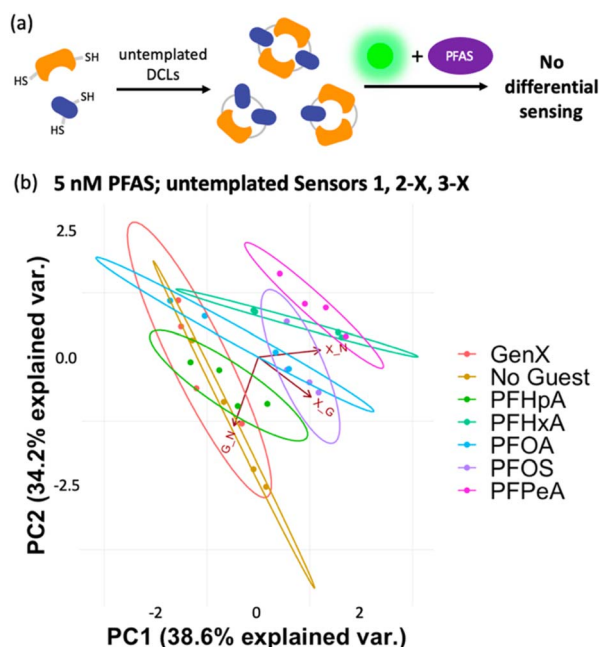 (a)
HS
SH
SH
HS
untemplated
DCLs
+
PFAS
No
differential
sensing
(b) 5 nM PFAS; untemplated Sensors 1, 2-X, 3-X
2.5
0.0
-2.5
PC2 (34.2% explained var.)
X_N
X_G
G_N
-2
0
2
PC1 (38.6% explained var.)
GenX
No Guest
PFHpA
PFHxA
PFOA
PFOS
PFPeA